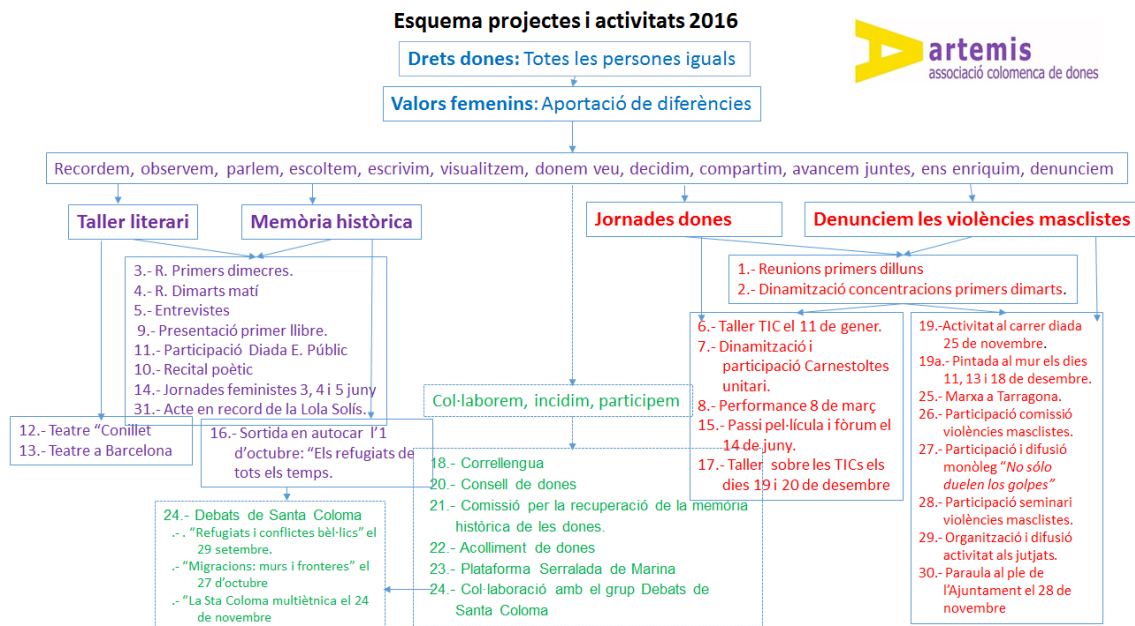 Esquema projectes i activitats 2016
artemis
associació colomenca de dones
Drets dones: Totes les persones iguals
Valors femenins: Aportació de diferències
Recordem, observem, parlem, escoltem, escrivim, visualitzem, donem veu, decidim, compartim, avancem juntes, ens enriquim, denunciem
Taller literari
Memòria històrica
Jornades dones
Denunciem les violències masclistes
3.- R. Primers dimecres.
4.- R. Dimarts matí
5.- Entrevistes
9.- Presentació primer llibre.
11.- Participació Diada E. Públic
10.- Recital poètic
14.- Jornades feministes 3, 4 i 5 juny
31.- Acte en record de la Lola Solís.
1.- Reunions primers dilluns
2.- Dinamització concentracions primers dimarts.
12.- Teatre "Conillet
13.- Teatre a Barcelona
16.- Sortida en autocar l'1
d'octubre: "Els refugiats de
tots els temps.
Col·laborem, incidim, participem
6.- Taller TIC el 11 de gener.
7.- Dinamització i
participació Carnestoltes
unitari.
8.- Performance 8 de març
15.- Passi pel·lícula i fòrum el
14 de juny.
17.- Taller sobre les TICs els
dies 19 i 20 de desembre
19.-Activitat al carrer diada
25 de novembre.
19a.- Pintada al mur els dies
11, 13 i 18 de desembre.
25.- Marxa a Tarragona.
26.- Participació comissió
violències masclistes.
27.- Participació i difusió
monòleg "No sólo
duelen los golpes"
28.- Participació seminari
violències masclistes.
29.- Organització i difusió
activitat als jutjats.
30.- Paraula al ple de
l'Ajuntament el 28 de
novembre
18.- Correllengua
20.- Consell de dones
21.- Comissió per la recuperació de la memòria
històrica de les dones.
22.- Acolliment de dones
23.- Plataforma Serralada de Marina
24.- Col·laboració amb el grup Debats de
Santa Coloma
24.- Debats de Santa Coloma
.- . "Refugiats i conflictes bèl·lics" el
29 setembre.
.- "Migracions: murs i fronteres" el
27 d'octubre
.- "La Sta Coloma multiètnica el 24
de novembre